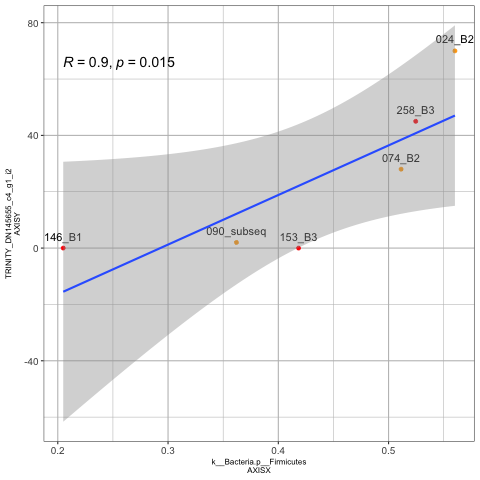 80
024_B2
R = 0.9, p = 0.015
258_B3
40
074_B2
090_subseq
146_B1
153_B3
0
-40
0.2
0.3
0.4
0.5
TRINITY_DN145655_c4_g1_i2
AXISY
k__Bacteria.p__Firmicutes
AXISX